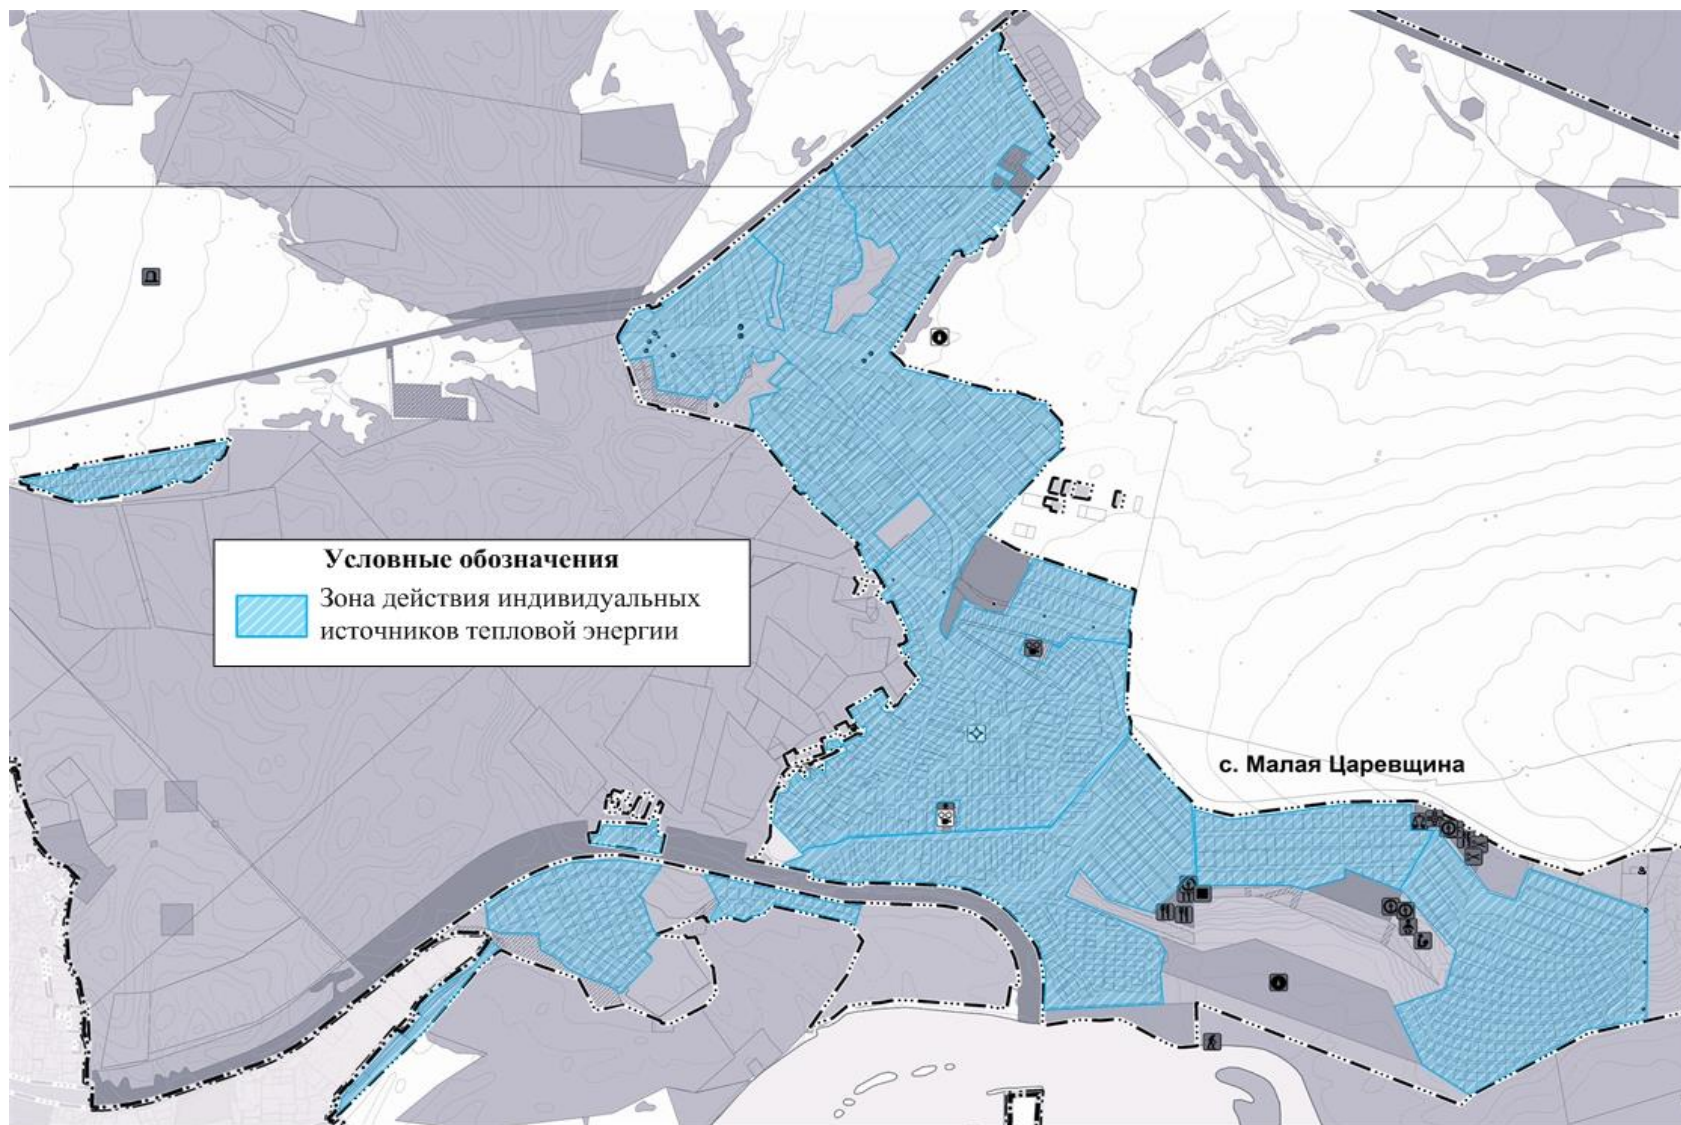 Условные обозначения
Зона действия индивидуальных
источников тепловой энергии
с. Малая Царевщина